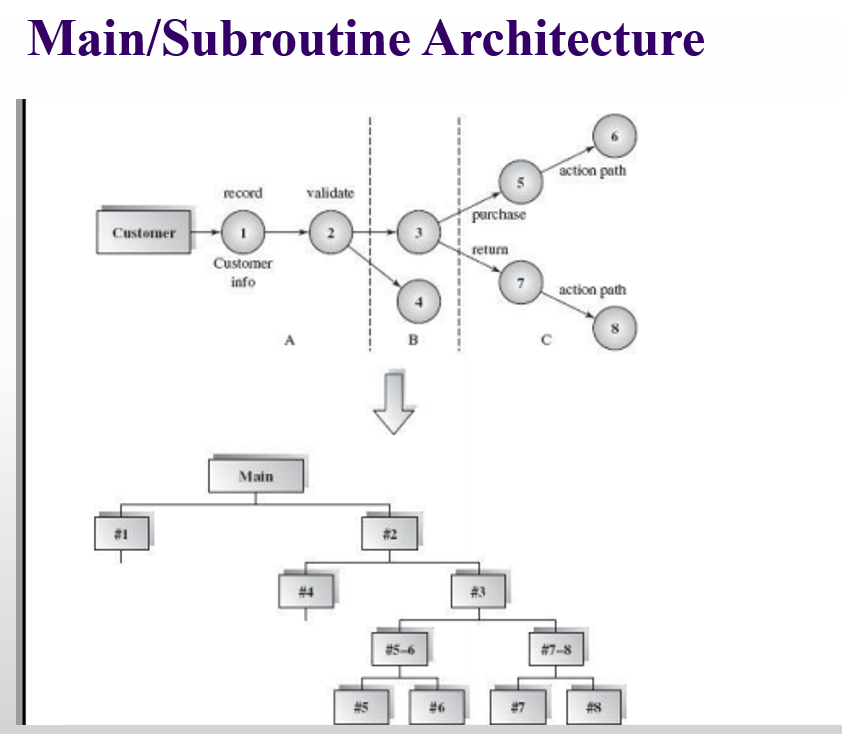 Main/Subroutine Architecture
6
action path
5
record
validate
purchase
Customer
1
2
3
return
Customer
info
7
action path
4
8
A
B
C
Main
#1
#2
#4
#3
#5–6
#7–8
#5
#6
#7
#8